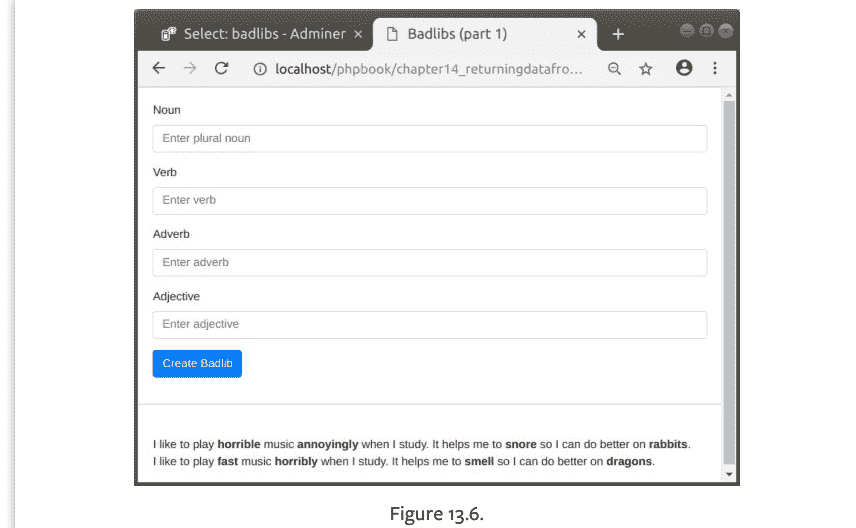 Select: badlibs - Adminer
Badlibs (part 1)
localhost/phpbook/chapter14_returningdatafro...
Noun
Enter plural noun
Verb
Enter verb
Adverb
Enter adverb
Adjective
Enter adjective
Create Badlib
I like to play horrible music annoyingly when I study. It helps me to snore so I can do better on rabbits.
I like to play fast music horribly when I study. It helps me to smell so I can do better on dragons.
Figure 13.6.